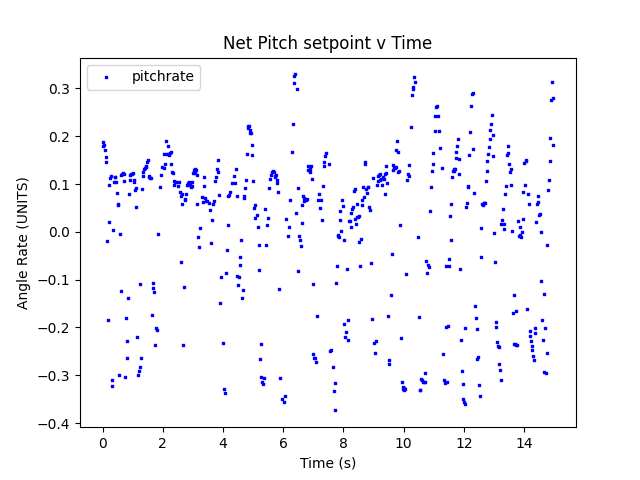 Net Pitch setpoint v Time
pitchrate
0.3
0.2
0.1
0.0
−0.1
−0.2
−0.3
−0.4
Angle Rate (UNITS)
0 2 4 6 8 10 12 14
Time (s)